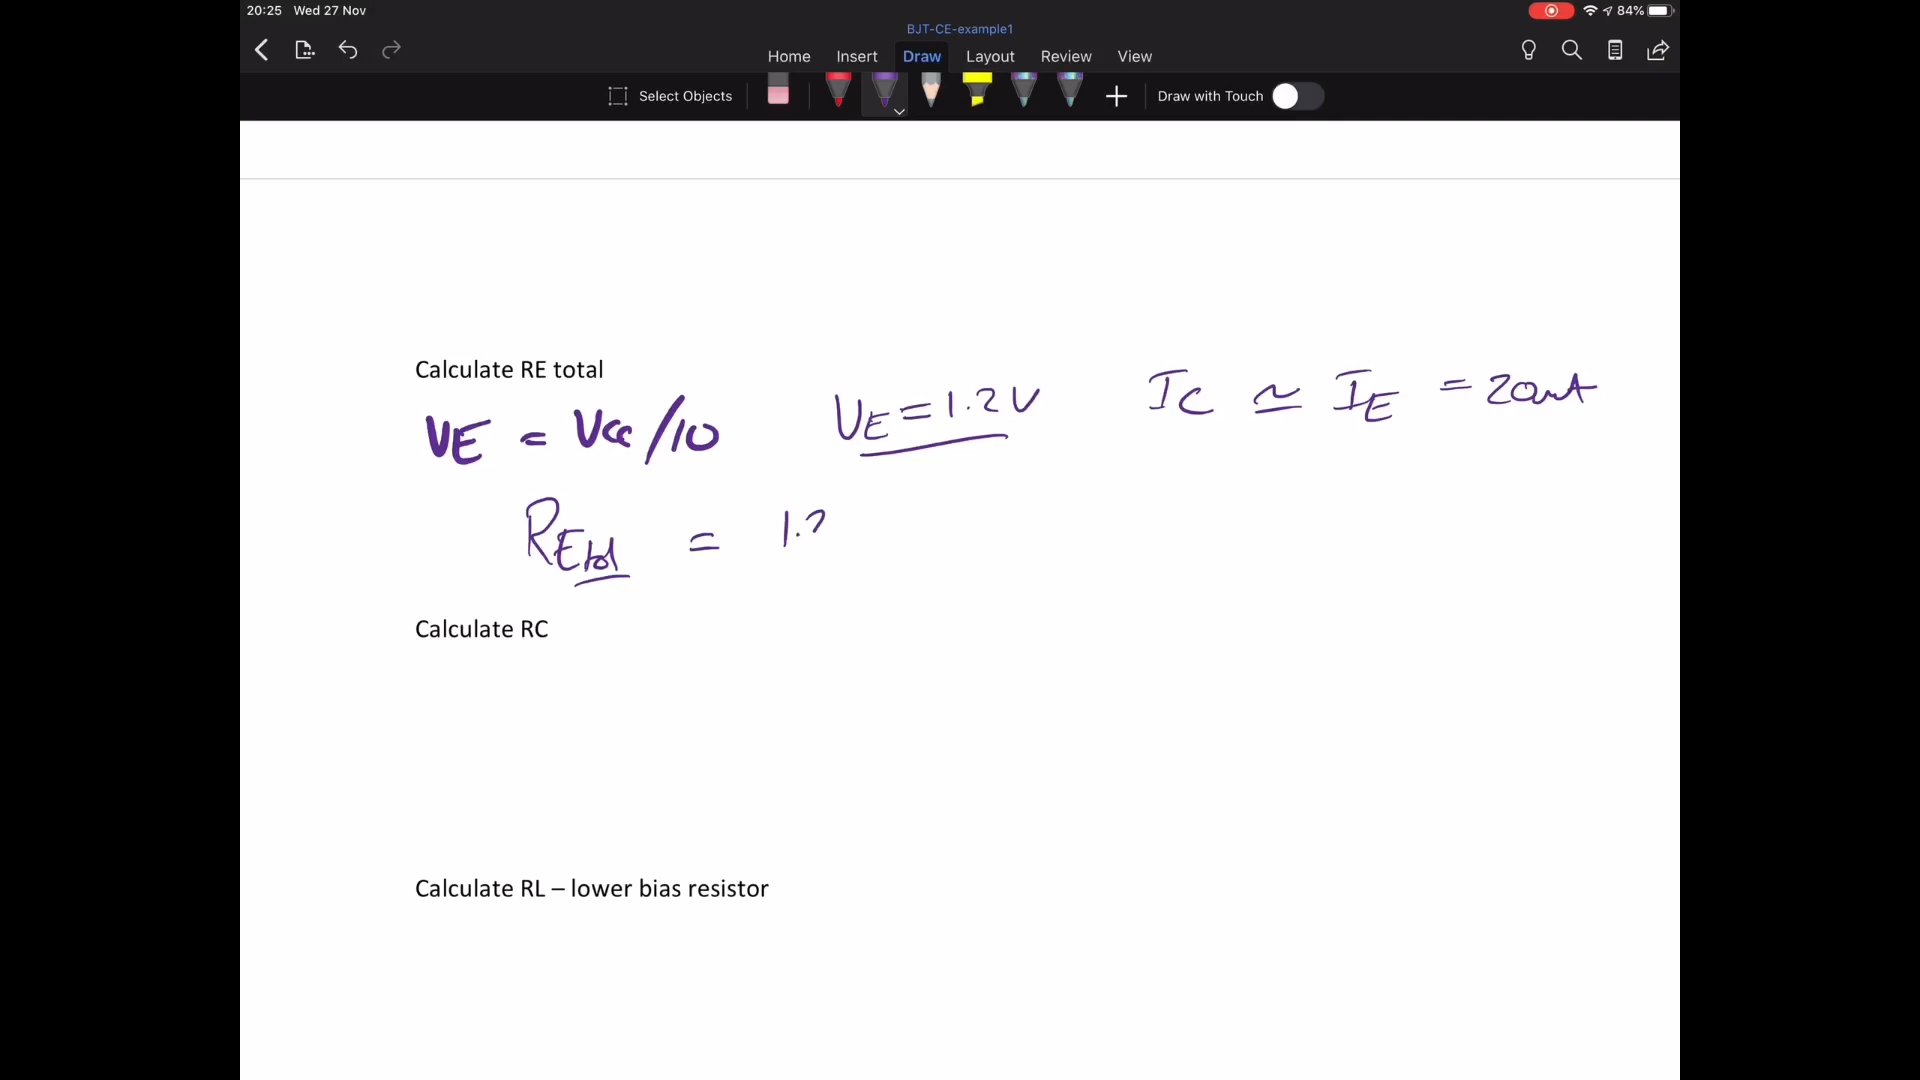 20:25 Wed 27 Nov 84%
BJT-CE-example1
Home Insert Draw Layout Review View
Select Objects Draw with Touch
Calculate RE total
VE = VCC/10 VE = 1.2V IC ≃ IE = 20mA
REtot = 1.2
Calculate RC
Calculate RL – lower bias resistor